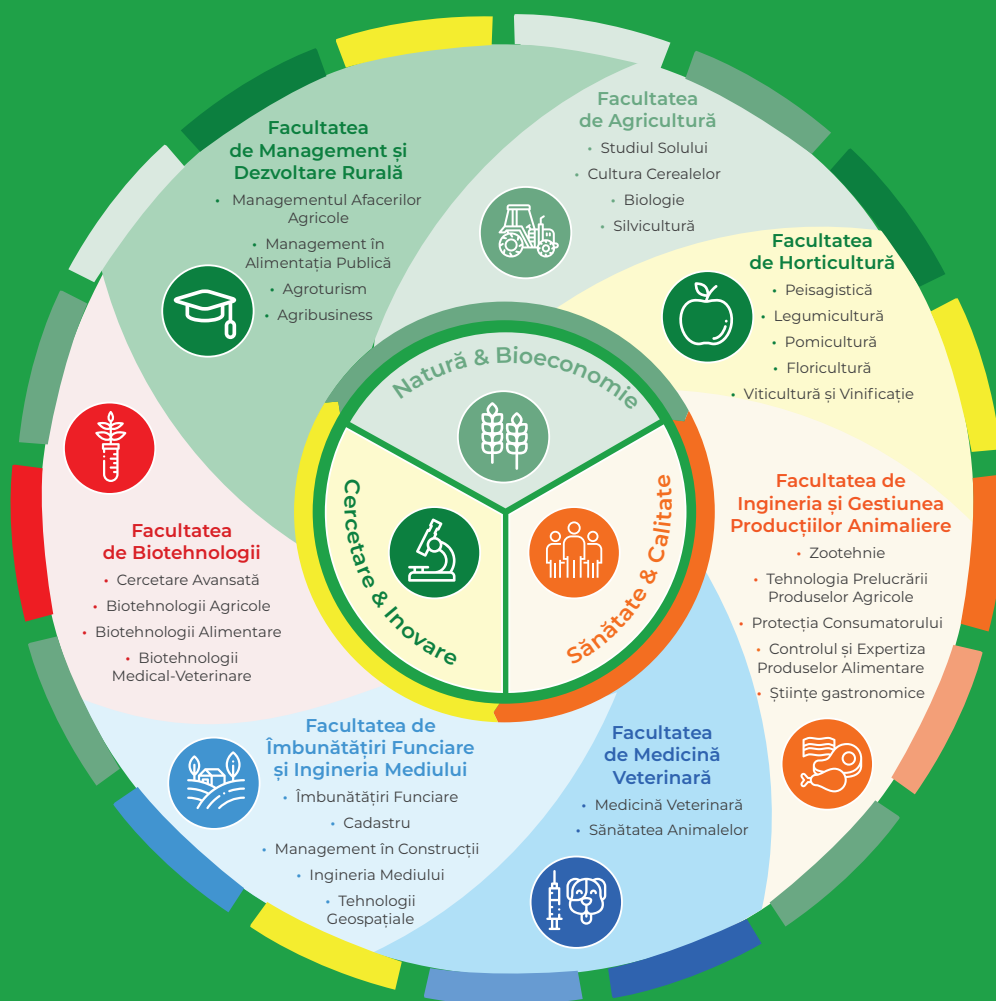 Facultatea
de Management și
Dezvoltare Rurală
• Managementul Afacerilor
Agricole
• Management în
Alimentația Publică
• Agroturism
• Agribusiness
Facultatea
de Agricultură
• Studiul Solului
• Cultura Cerealelor
• Biologie
• Silvicultură
Facultatea
de Horticultură
• Peisagistică
• Legumicultură
• Pomicultură
• Floricultură
• Viticultură și Vinificație
Natură & Bioeconomie
Cercetare & Inovare
Sănătate & Calitate
Facultatea de
Ingineria și Gestiunea
Producțiilor Animaliere
• Zootehnie
• Tehnologia Prelucrării
Produselor Agricole
• Protecția Consumatorului
• Controlul și Expertiza
Produselor Alimentare
• Științe gastronomice
Facultatea
de Biotehnologii
• Cercetare Avansată
• Biotehnologii Agricole
• Biotehnologii Alimentare
• Biotehnologii
Medical-Veterinare
Facultatea de
Îmbunătățiri Funciare
și Ingineria Mediului
• Îmbunătățiri Funciare
• Cadastru
• Management în Construcții
• Ingineria Mediului
• Tehnologii
Geospațiale
Facultatea
de Medicină
Veterinară
• Medicină Veterinară
• Sănătatea Animalelor